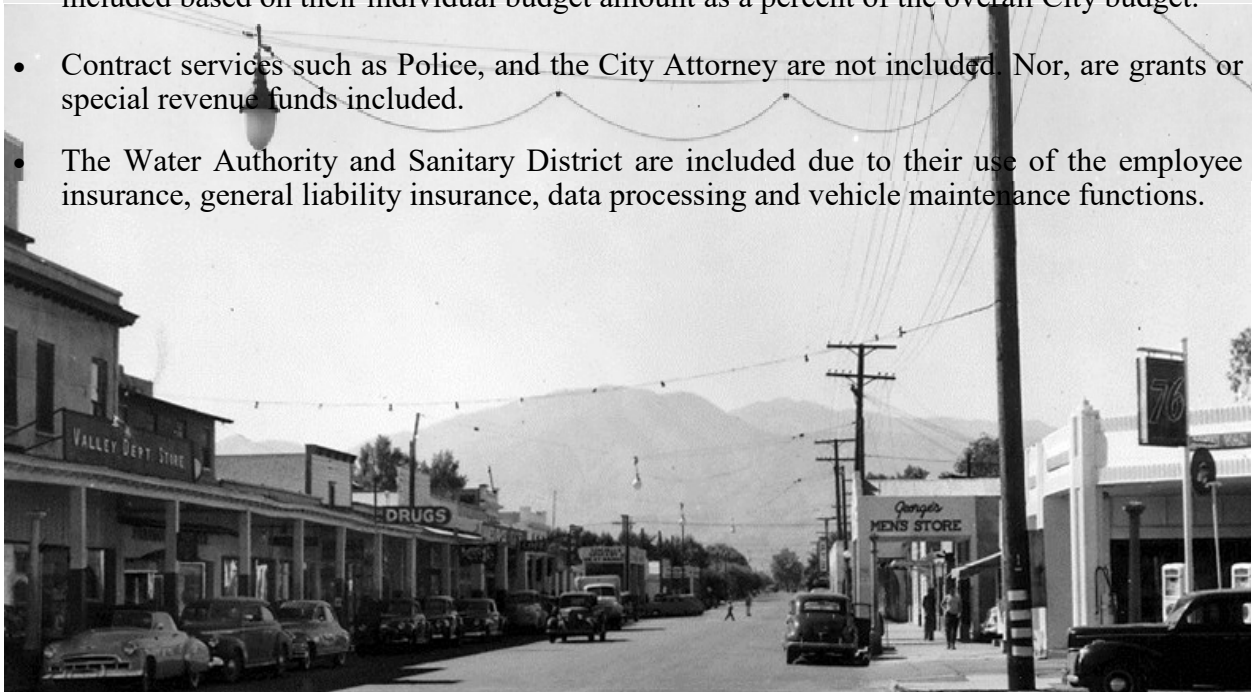 included based on their individual budget amount as a percent of the overall City budget.
• Contract services such as Police, and the City Attorney are not included. Nor, are grants or
special revenue funds included.
• The Water Authority and Sanitary District are included due to their use of the employee
insurance, general liability insurance, data processing and vehicle maintenance functions.
VALLEY DEPT. STORE
DRUGS
George's
MEN'S STORE
76